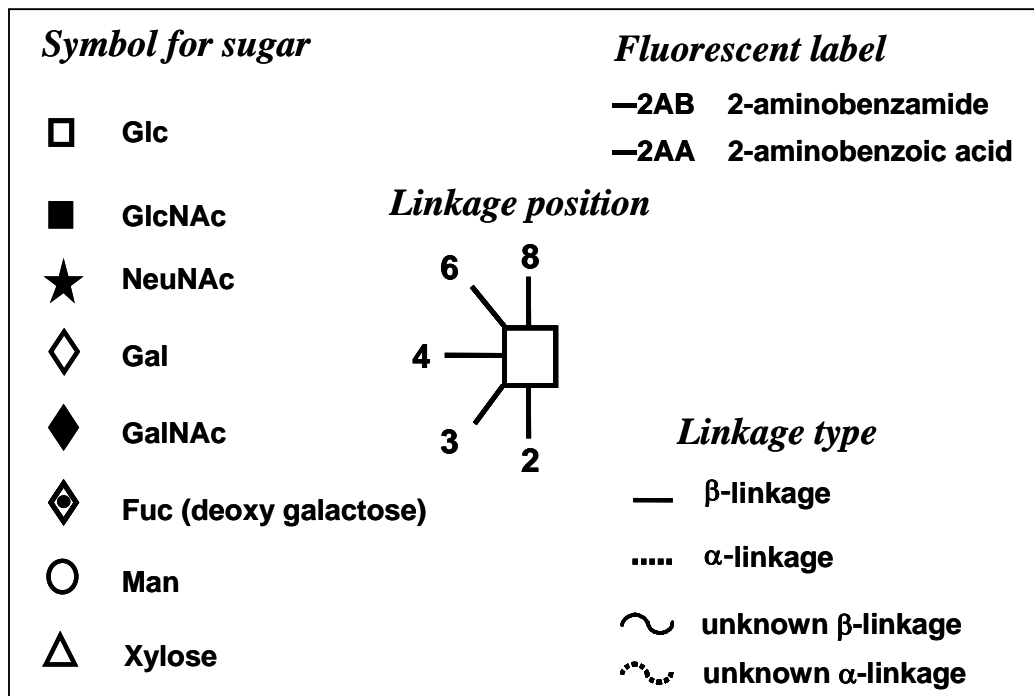 Symbol for sugar
Glc
GlcNAc
NeuNAc
Gal
GalNAc
Fuc (deoxy galactose)
Man
Xylose
Fluorescent label
—2AB 2-aminobenzamide
—2AA 2-aminobenzoic acid
Linkage position
6 8
4
3 2
Linkage type
β-linkage
α-linkage
unknown β-linkage
unknown α-linkage